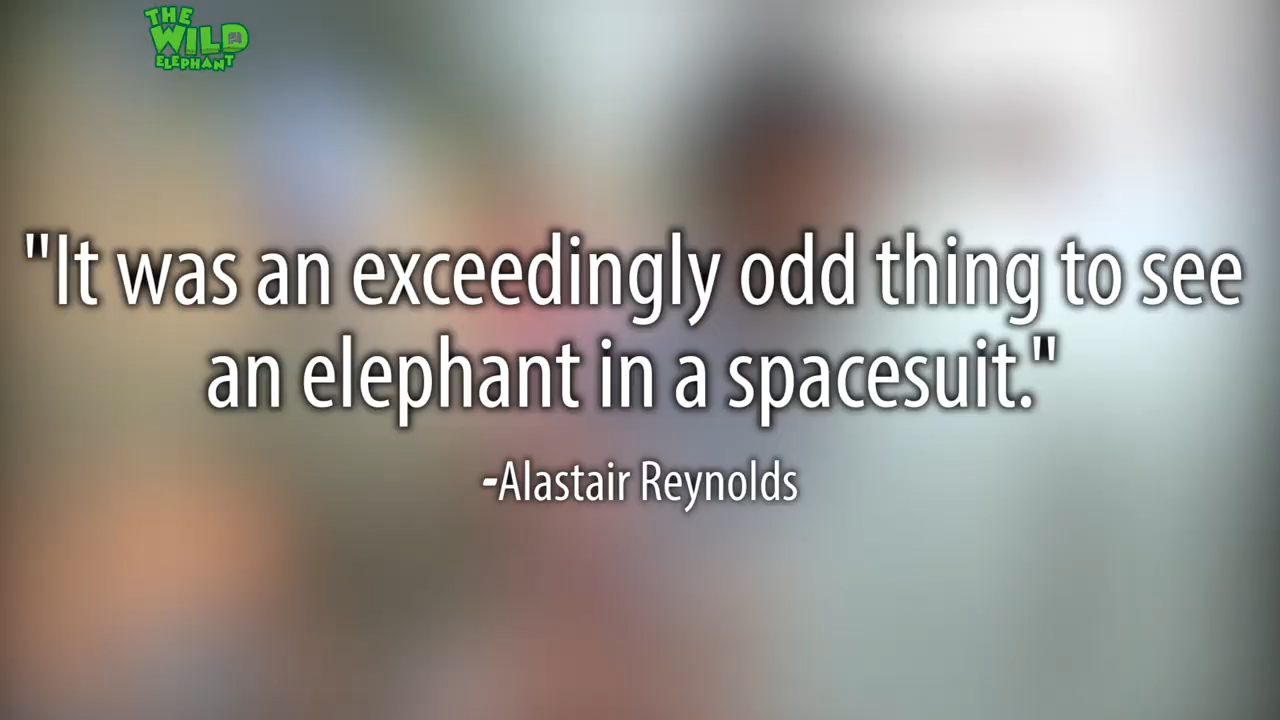 THE
WILD
ELEPHANT
"It was an exceedingly odd thing to see
an elephant in a spacesuit."
-Alastair Reynolds